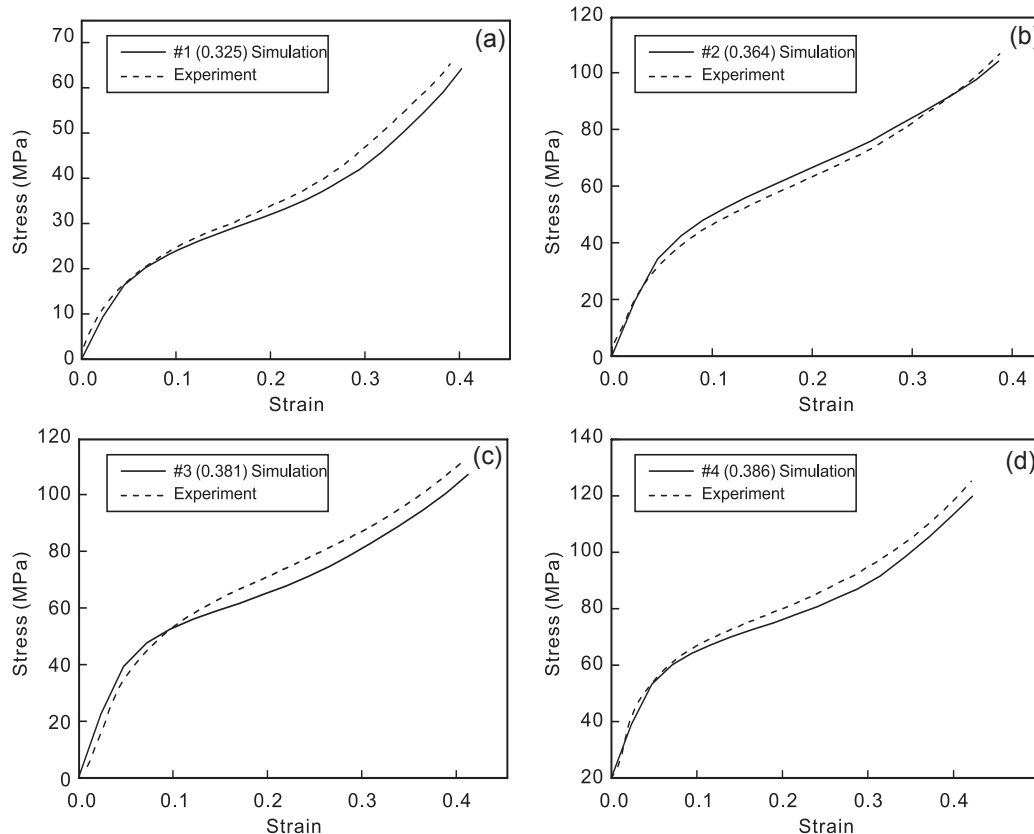 (a)
#1 (0.325) Simulation
Experiment
70
60
50
40
30
20
10
0
Stress (MPa)
0.0 0.1 0.2 0.3 0.4
Strain
(b)
#2 (0.364) Simulation
Experiment
120
100
80
60
40
20
0
Stress (MPa)
0.0 0.1 0.2 0.3 0.4
Strain
(c)
#3 (0.381) Simulation
Experiment
120
100
80
60
40
20
0
Stress (MPa)
0.0 0.1 0.2 0.3 0.4
Strain
(d)
#4 (0.386) Simulation
Experiment
140
120
100
80
60
40
20
Stress (MPa)
0.0 0.1 0.2 0.3 0.4
Strain